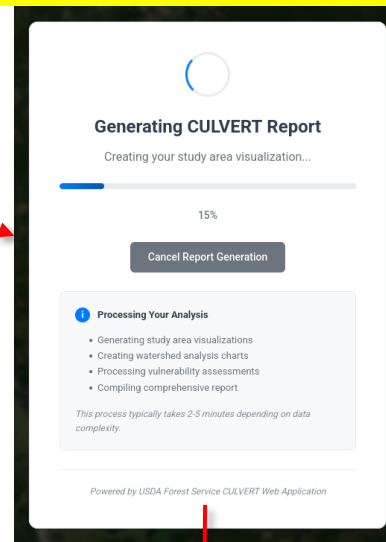 Generating CULVERT Report
Creating your study area visualization...
15%
Cancel Report Generation
i Processing Your Analysis
• Generating study area visualizations
• Creating watershed analysis charts
• Processing vulnerability assessments
• Compiling comprehensive report
This process typically takes 2-5 minutes depending on data
complexity.
Powered by USDA Forest Service CULVERT Web Application